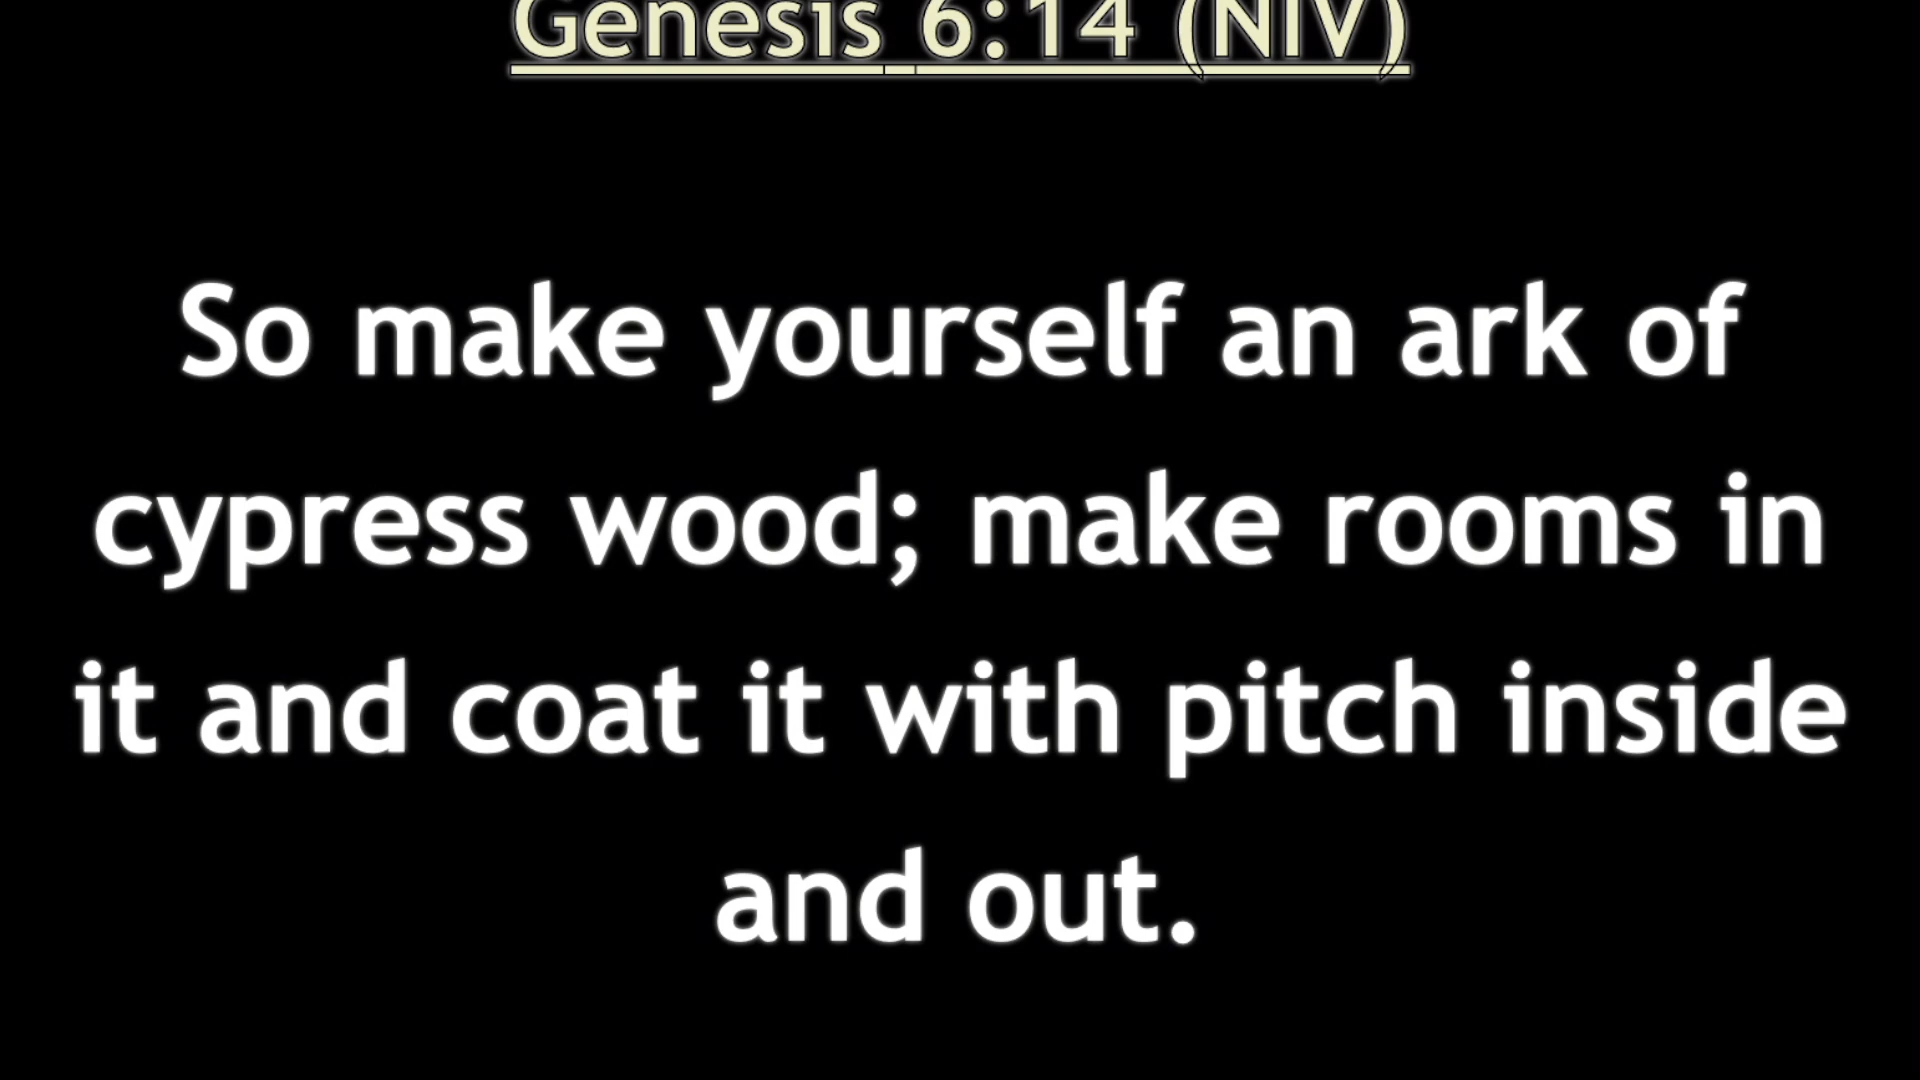 Genesis 6:14 (NIV)
So make yourself an ark of
cypress wood; make rooms in
it and coat it with pitch inside
and out.